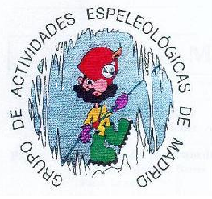 GRUPO DE ACTIVIDADES ESPELEOLÓGICAS DE MADRID